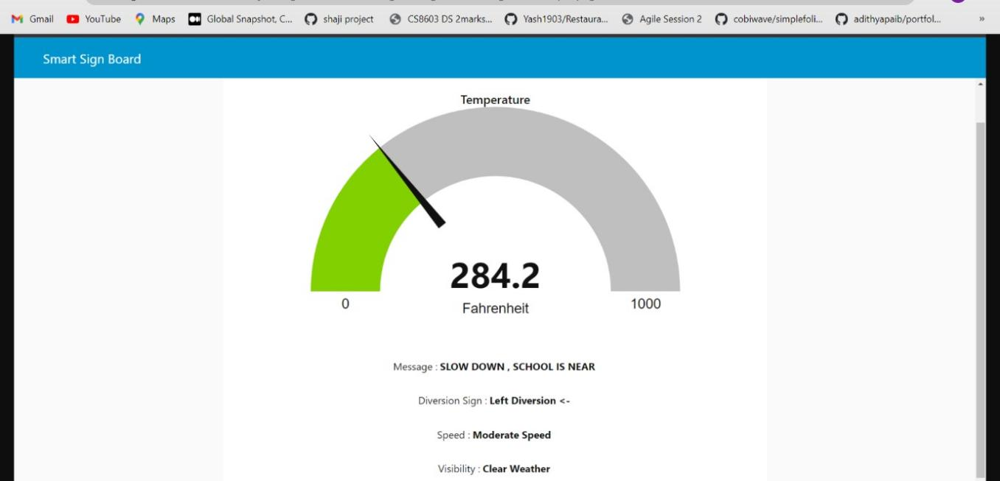 Gmail YouTube Maps Global Snapshot, C... shaji project CS8603 DS 2marks... Yash1903/Restaura... Agile Session 2 cobiwave/simplefoli... adithyapaib/portfol... »
Smart Sign Board
Temperature
284.2
0 Fahrenheit 1000
Message : SLOW DOWN , SCHOOL IS NEAR
Diversion Sign : Left Diversion <-
Speed : Moderate Speed
Visibility : Clear Weather